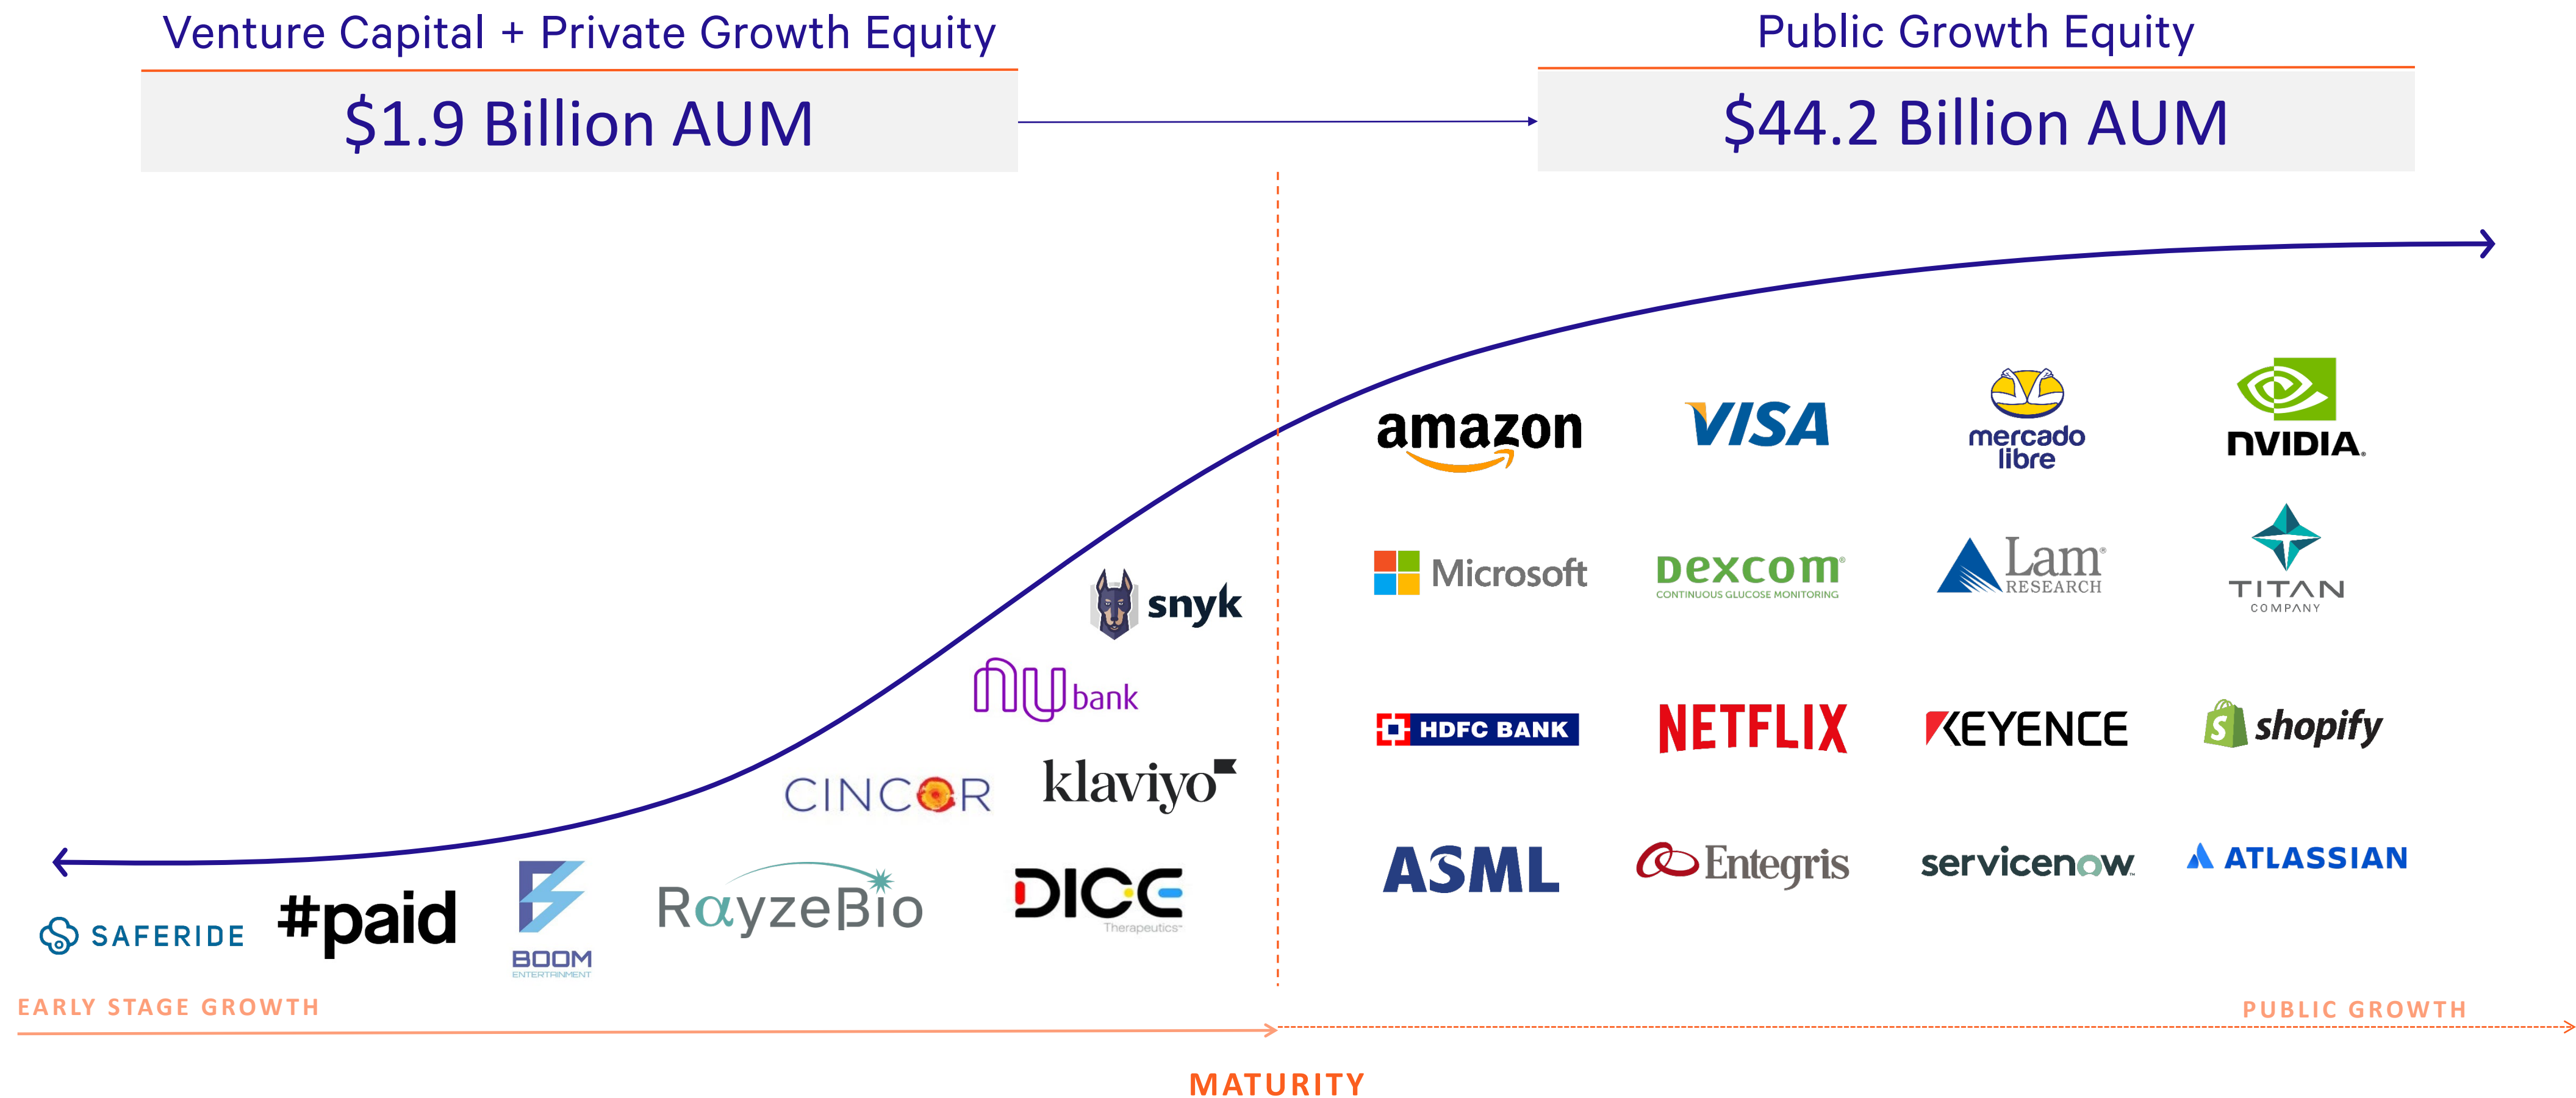 Venture Capital + Private Growth Equity
$1.9 Billion AUM
Public Growth Equity
$44.2 Billion AUM
snyk
nubank
CINCOR
klaviyo
SAFERIDE
#paid
BOOM
ENTERTAINMENT
RayzeBio
DICE
Therapeutics™
amazon
VISA
mercado
libre
NVIDIA.
Microsoft
Dexcom®
CONTINUOUS GLUCOSE MONITORING
Lam®
RESEARCH
TITAN
COMPANY
HDFC BANK
NETFLIX
KEYENCE
S shopify
ASML
Entegris
servicenow™
ATLASSIAN
EARLY STAGE GROWTH
PUBLIC GROWTH
MATURITY